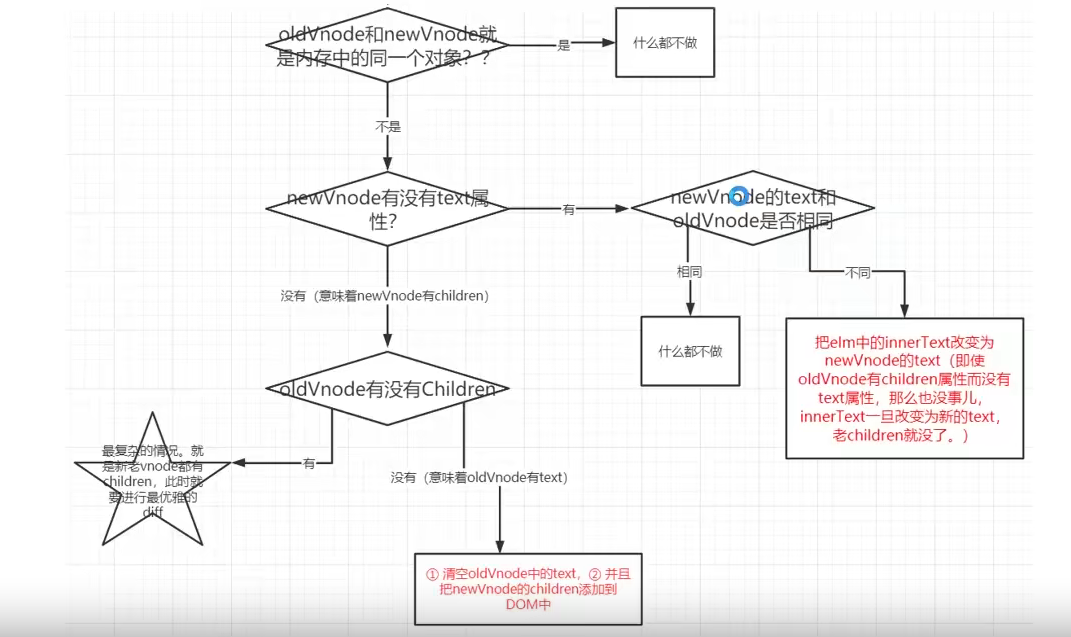 oldVnode和newVnode就
是内存中的同一个对象？？
是
什么都不做
不是
newVnode有没有text属
性？
有
newVnode的text和
oldVnode是否相同
相同
不同
没有（意味着newVnode有children）
什么都不做
把elm中的innerText改变为
newVnode的text（即使
oldVnode有children属性而没有
text属性，那么也没事儿，
innerText一旦改变为新的text，
老children就没了。）
oldVnode有没有Children
有
最复杂的情况。就
是新老vnode都有
children，此时就
要进行最优雅的
diff
没有（意味着oldVnode有text）
① 清空oldVnode中的text，② 并且
把newVnode的children添加到
DOM中